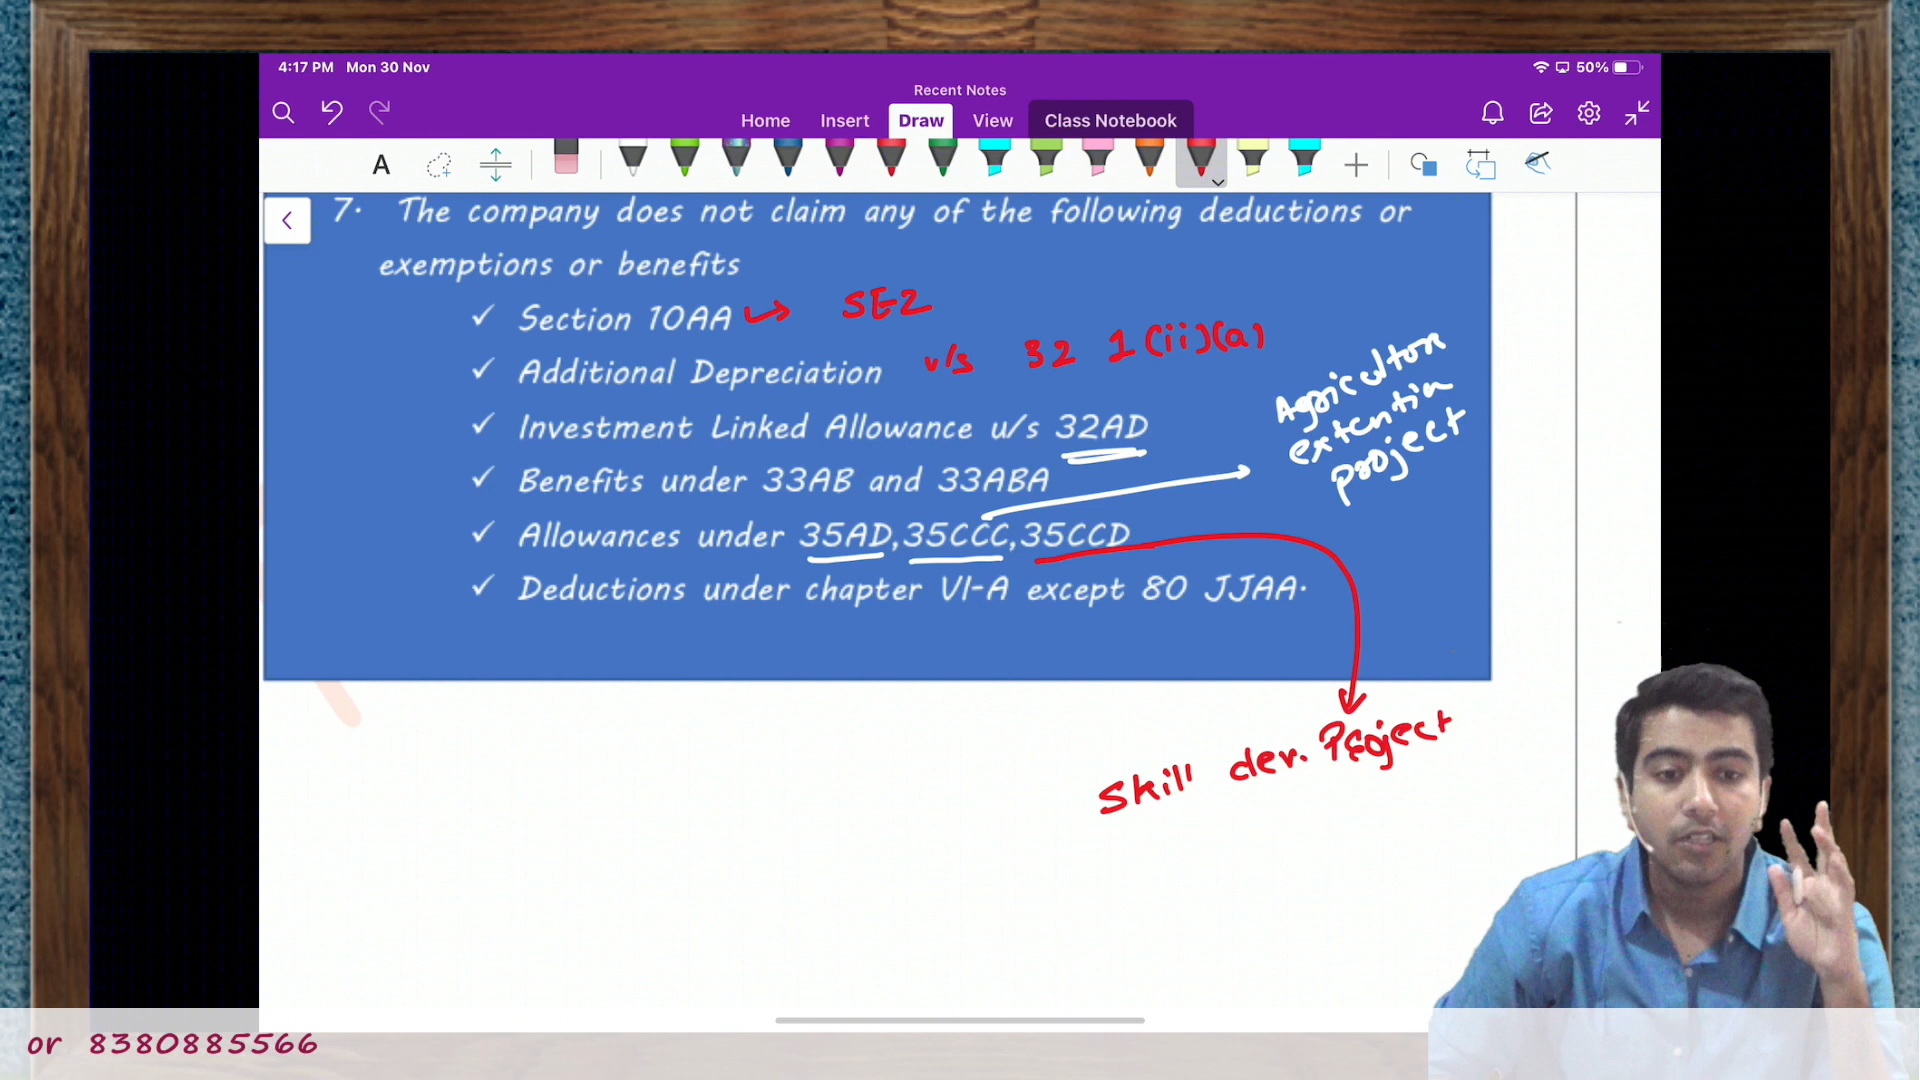 4:17 PM Mon 30 Nov
50%
Recent Notes
Home Insert Draw View Class Notebook
A
7. The company does not claim any of the following deductions or
exemptions or benefits
✓ Section 10AA
SEZ
✓ Additional Depreciation
u/s 32 1(ii)(a)
✓ Investment Linked Allowance u/s 32AD
✓ Benefits under 33AB and 33ABA
Agriculture
extention
project
✓ Allowances under 35AD,35CCC,35CCD
✓ Deductions under chapter VI-A except 80 JJAA.
Skill dev. Project
or 8380885566